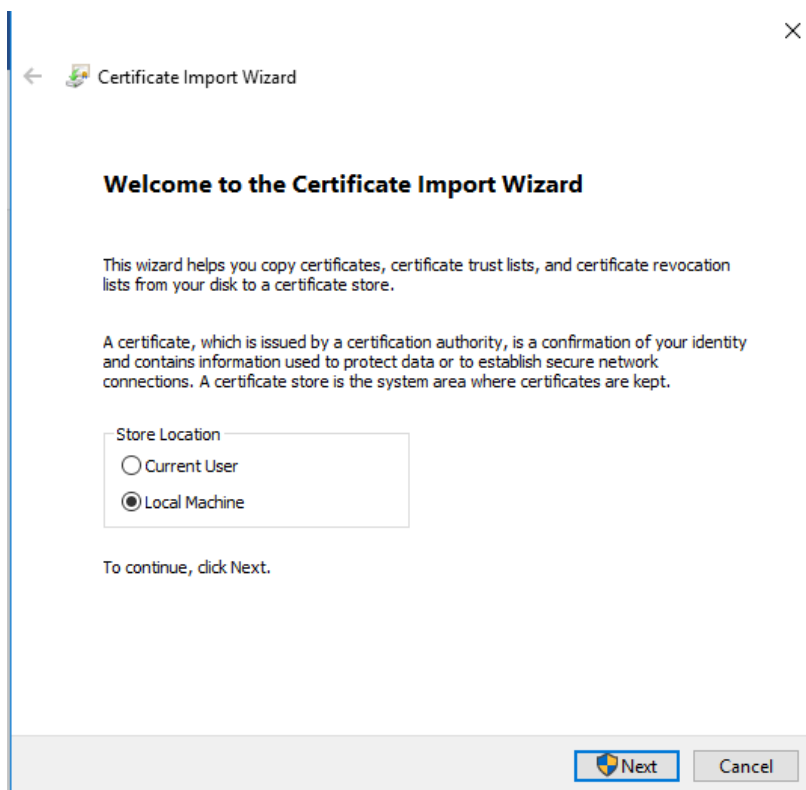 Certificate Import Wizard
Welcome to the Certificate Import Wizard
This wizard helps you copy certificates, certificate trust lists, and certificate revocation
lists from your disk to a certificate store.
A certificate, which is issued by a certification authority, is a confirmation of your identity
and contains information used to protect data or to establish secure network
connections. A certificate store is the system area where certificates are kept.
Store Location
Current User
Local Machine
To continue, click Next.
Next Cancel